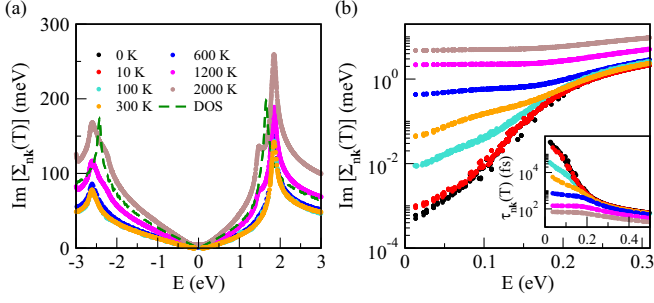 (a)
Im [Σnk(T)] (meV)
300
200
100
0
0 K
10 K
100 K
300 K
600 K
1200 K
2000 K
DOS
-3 -2 -1 0 1 2 3
E (eV)
(b)
Im [Σnk(T)] (meV)
10^0
10^-2
10^-4
0 0.1 0.2 0.3
E (eV)
τnk(T) (fs)
10^4
10^2
0 0.2 0.4